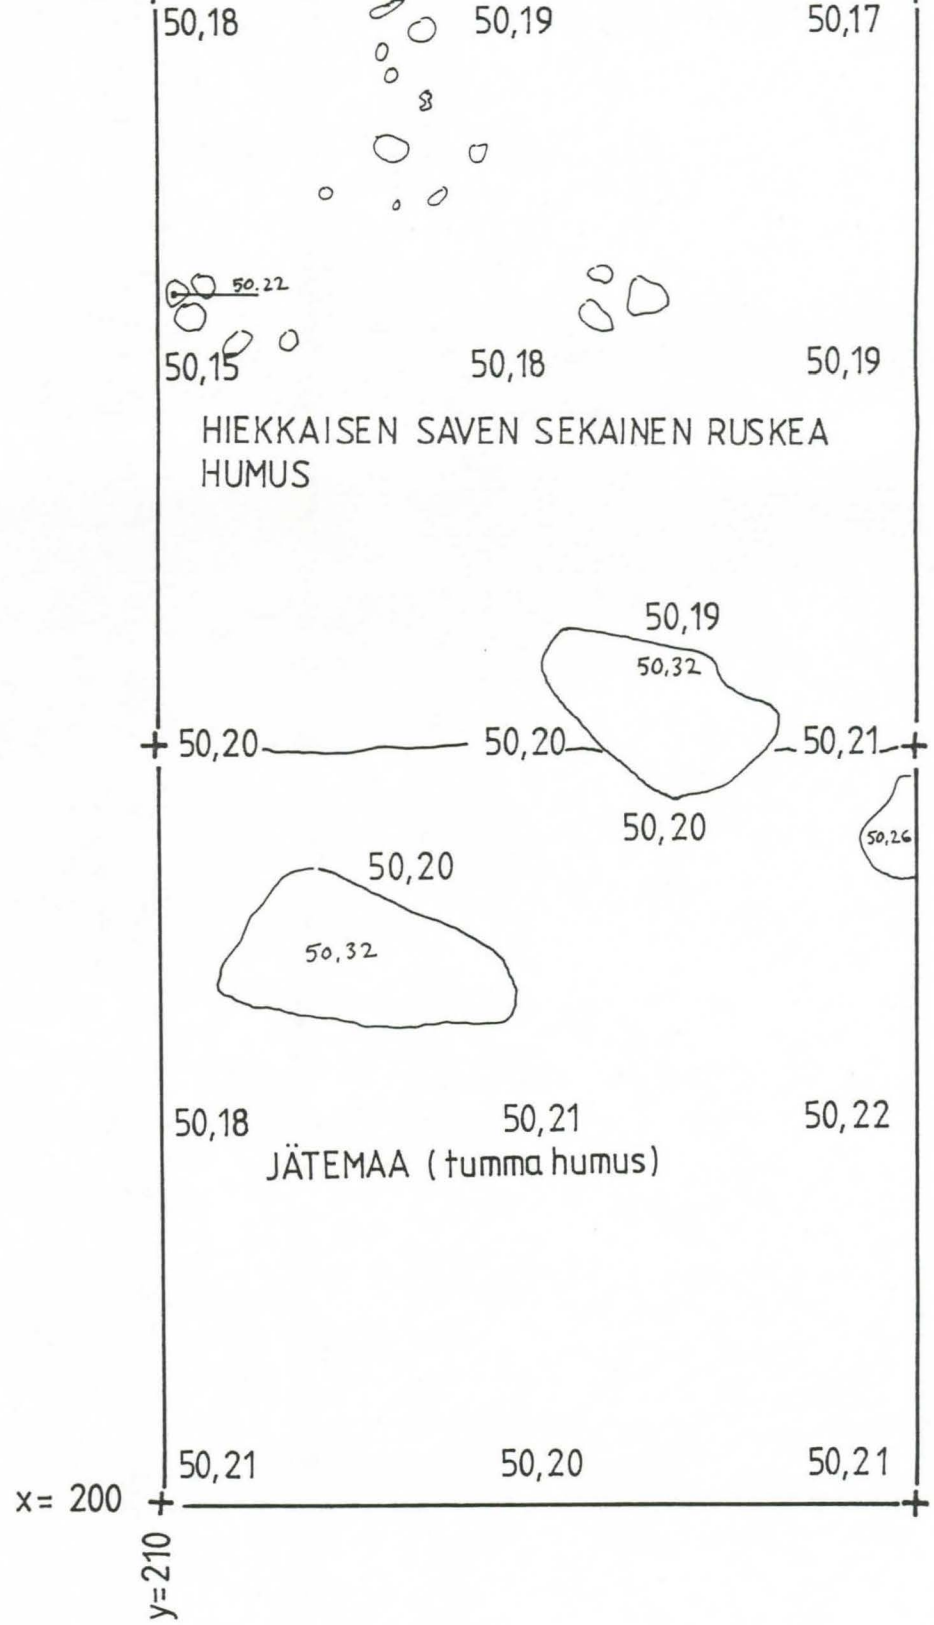 50,18 50,19 50,17
50.22
50,15 50,18 50,19
HIEKKAISEN SAVEN SEKAINEN RUSKEA
HUMUS
50,19
50,32
50,20 50,20 50,21
50,20
50,26
50,20
50,32
50,18 50,21 50,22
JÄTEMAA (tumma humus)
50,21 50,20 50,21
x= 200
y=210